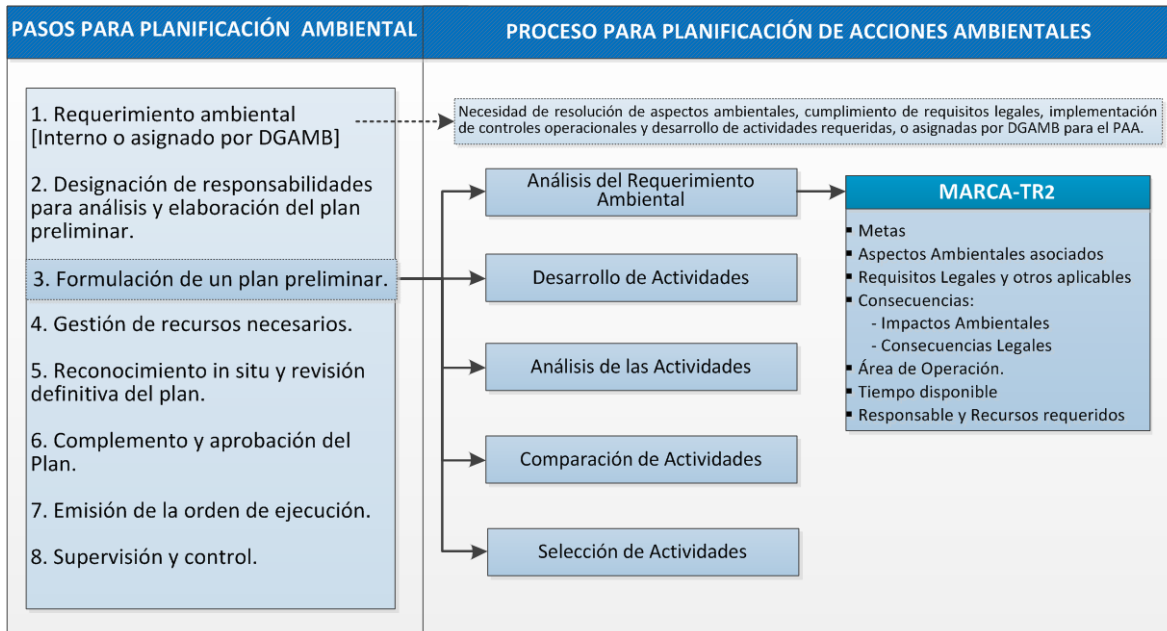 PASOS PARA PLANIFICACIÓN AMBIENTAL
PROCESO PARA PLANIFICACIÓN DE ACCIONES AMBIENTALES
1. Requerimiento ambiental
[Interno o asignado por DGAMB]
2. Designación de responsabilidades
para análisis y elaboración del plan
preliminar.
3. Formulación de un plan preliminar.
4. Gestión de recursos necesarios.
5. Reconocimiento in situ y revisión
definitiva del plan.
6. Complemento y aprobación del
Plan.
7. Emisión de la orden de ejecución.
8. Supervisión y control.
Necesidad de resolución de aspectos ambientales, cumplimiento de requisitos legales, implementación
de controles operacionales y desarrollo de actividades requeridas, o asignadas por DGAMB para el PAA.
Análisis del Requerimiento
Ambiental
Desarrollo de Actividades
Análisis de las Actividades
Comparación de Actividades
Selección de Actividades
MARCA-TR2
▪ Metas
▪ Aspectos Ambientales asociados
▪ Requisitos Legales y otros aplicables
▪ Consecuencias:
- Impactos Ambientales
- Consecuencias Legales
▪ Área de Operación.
▪ Tiempo disponible
▪ Responsable y Recursos requeridos